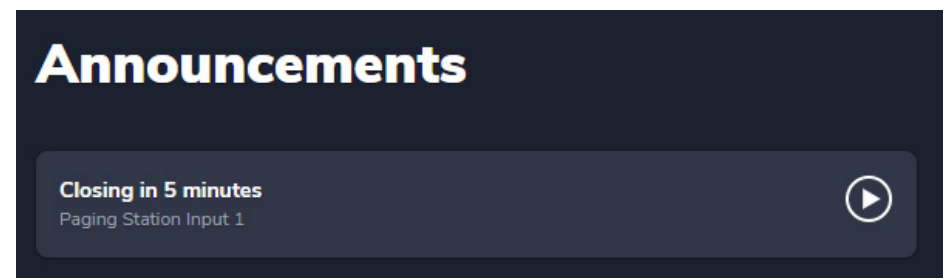 Announcements
Closing in 5 minutes
Paging Station Input 1